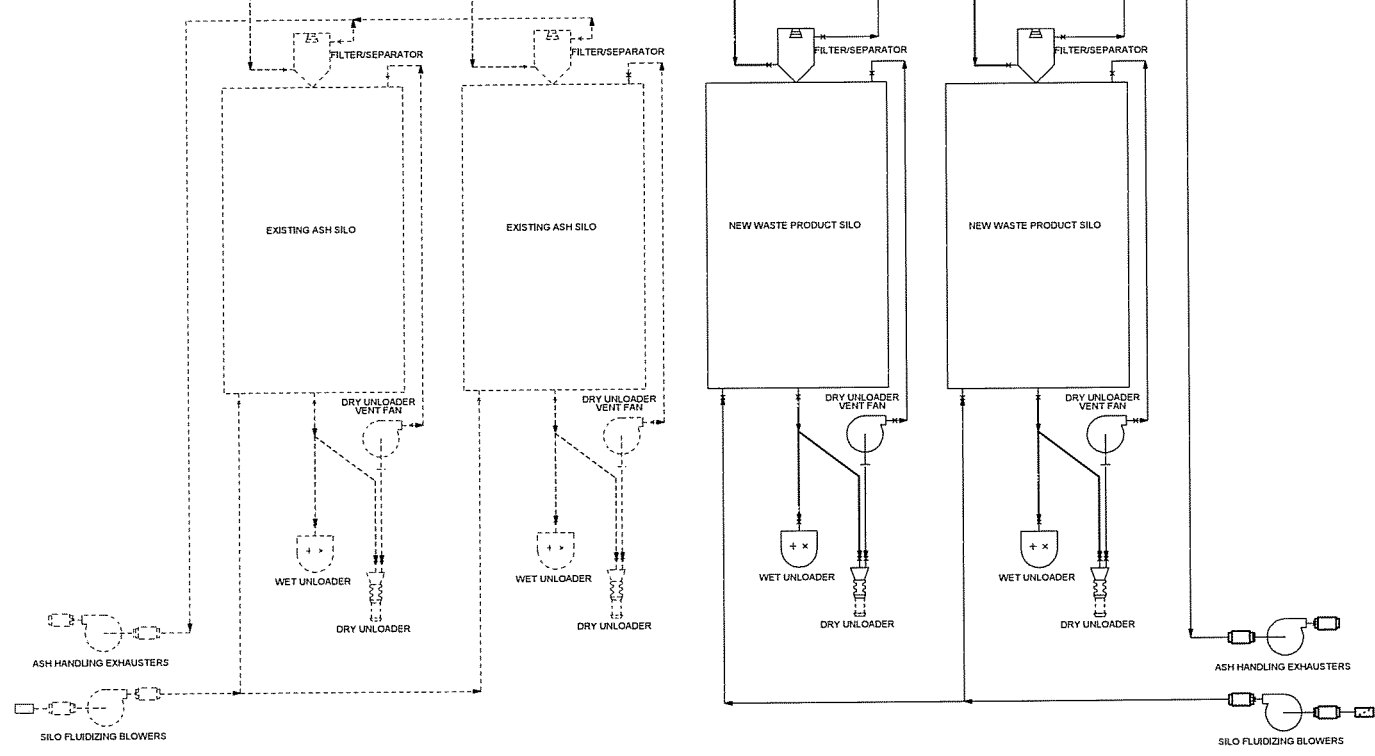 FILTER/SEPARATOR
FILTER/SEPARATOR
FILTER/SEPARATOR
FILTER/SEPARATOR
EXISTING ASH SILO
EXISTING ASH SILO
NEW WASTE PRODUCT SILO
NEW WASTE PRODUCT SILO
DRY UNLOADER
VENT FAN
DRY UNLOADER
VENT FAN
DRY UNLOADER
VENT FAN
DRY UNLOADER
VENT FAN
WET UNLOADER
WET UNLOADER
WET UNLOADER
WET UNLOADER
DRY UNLOADER
DRY UNLOADER
DRY UNLOADER
DRY UNLOADER
ASH HANDLING EXHAUSTERS
ASH HANDLING EXHAUSTERS
SILO FLUIDIZING BLOWERS
SILO FLUIDIZING BLOWERS